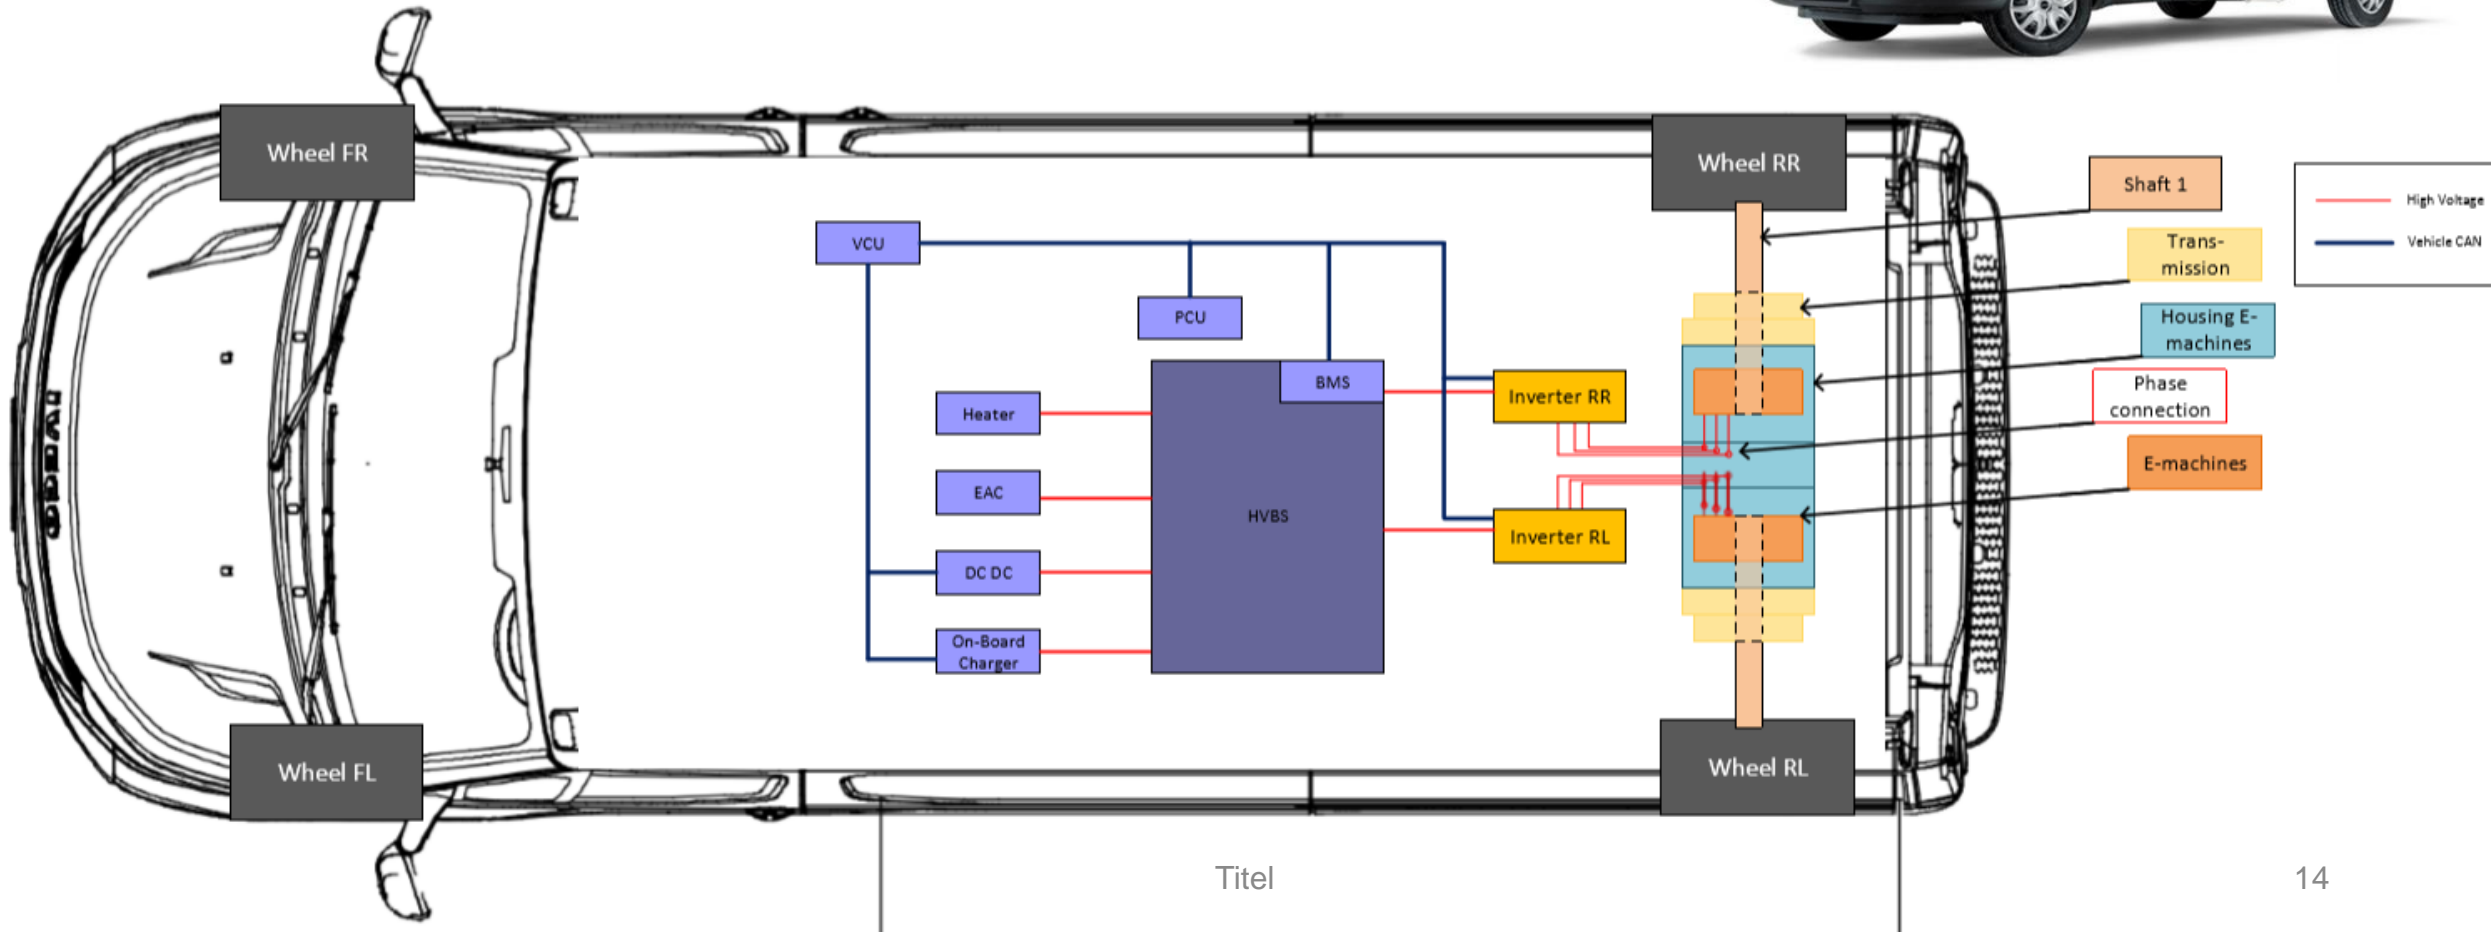 Wheel FR
Wheel RR
Shaft 1
High Voltage
Trans-
mission
VCU
Vehicle CAN
PCU
Housing E-
machines
BMS
Phase
connection
Inverter RR
Heater
E-machines
EAC
HVBS
Inverter RL
DC DC
On-Board
Charger
Wheel FL
Wheel RL
Titel
14